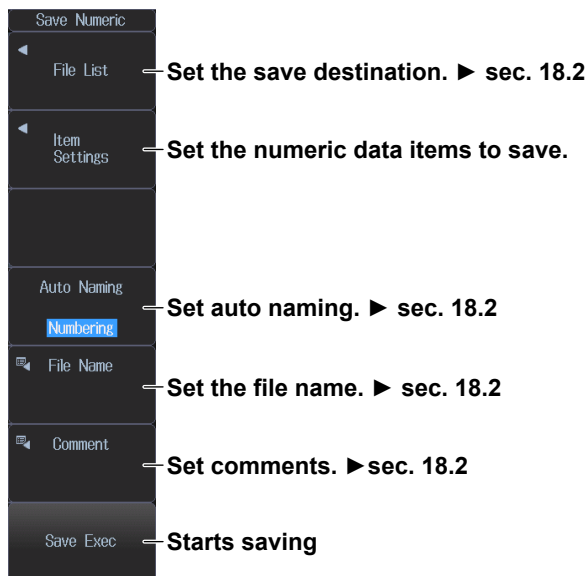 Save Numeric
File List
Set the save destination. ► sec. 18.2
Item
Settings
Set the numeric data items to save.
Auto Naming
Numbering
Set auto naming. ► sec. 18.2
File Name
Set the file name. ► sec. 18.2
Comment
Set comments. ►sec. 18.2
Save Exec
Starts saving